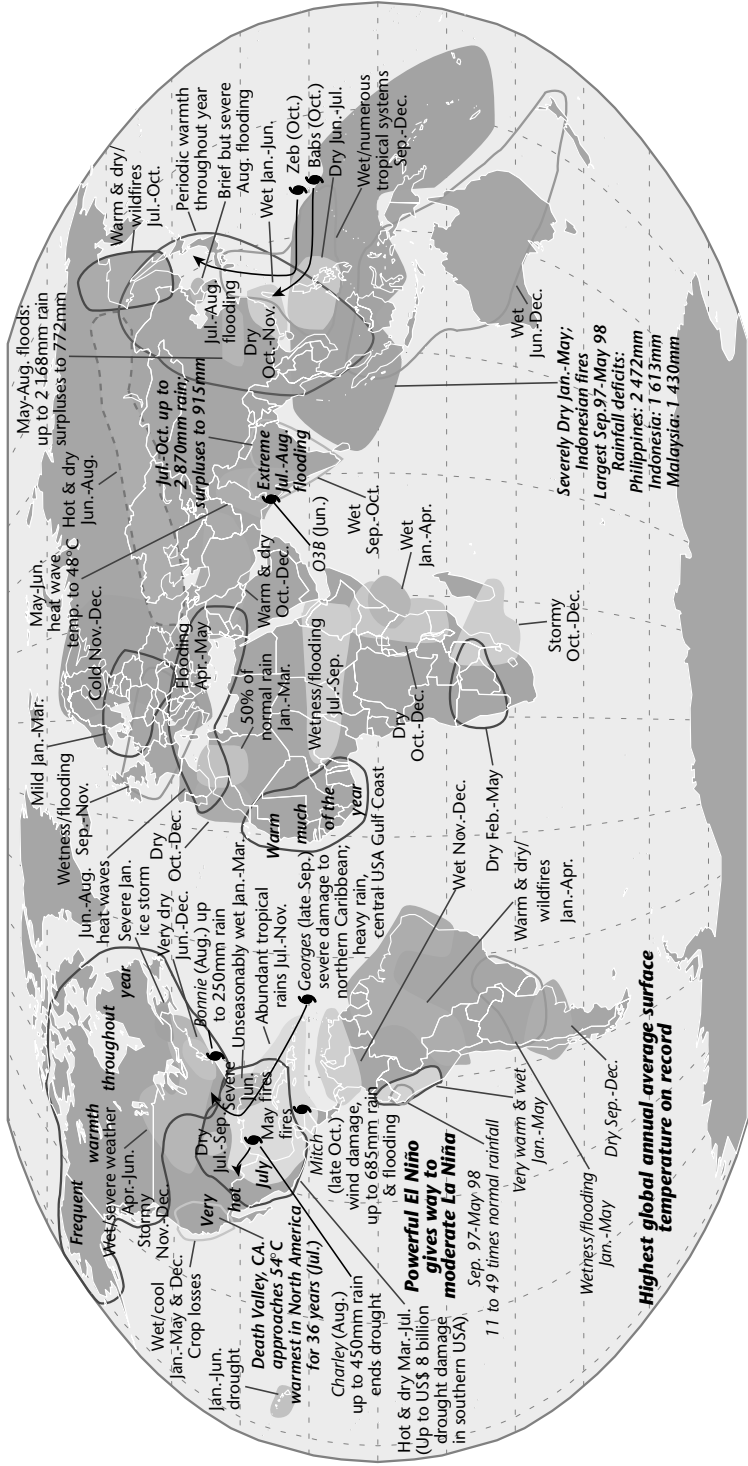 Frequent
warmth
throughout
year
Wet/severe weather
Apr.-Jun.
Stormy
Nov.-Dec.
Wet/cool
Jan.-May & Dec.
Crop losses
Jan.-Jun.
drought
Very
hot
July
Death Valley, CA.
approaches 54°C
warmest in North America
for 36 years (Jul.)
Charley (Aug.)
up to 450mm rain
ends drought
Hot & dry Mar.-Jul.
(Up to US$ 8 billion
drought damage
in southern USA)
Dry
Jul.-Sep.
Severe
Jun.
fires
May
fires
Mitch
(late Oct.)
wind damage,
up to 685mm rain
& flooding
Powerful El Niño
gives way to
moderate La Niña
Sep. 97-May 98
11 to 49 times normal rainfall
Very warm & wet
Jan.-May
Wetness/flooding
Jan.-May
Dry Sep.-Dec.
Highest global annual average surface
temperature on record
Severe Jan.
ice storm
Very dry
Jun.-Dec.
Bonnie (Aug.) up
to 250mm rain
Unseasonably wet Jan.-Mar.
Abundant tropical
rains Jul.-Nov.
Georges (late Sep.)
severe damage to
northern Caribbean;
heavy rain,
central USA Gulf Coast
Wet Nov.-Dec.
Warm & dry/
wildfires
Jan.-Apr.
Mild Jan.-Mar.
Wetness/flooding
Sep.-Nov.
Jun.-Aug.
heat waves
Dry
Oct.-Dec.
Cold Nov.-Dec.
Flooding
Apr.-May
50% of
normal rain
Jan.-Mar.
Warm
much
of the
year
Wetness/flooding
Jul.-Sep.
Dry
Oct.-Dec.
Dry Feb.-May
Stormy
Oct.-Dec.
Wet
Jan.-Apr.
Warm & dry
Oct.-Dec.
May-Jun.
heat wave
temp. to 48°C
Hot & dry
Jun.-Aug.
May-Aug. floods:
up to 2 168mm rain
surpluses to 772mm
Jul.-Oct. up to
2 870mm rain;
surpluses to 915mm
Extreme
Jul.-Aug.
flooding
O3B (Jun.)
Wet
Sep.-Oct.
Jul.-Aug.
flooding
Dry
Oct.-Nov.
Warm & dry/
wildfires
Jul.-Oct.
Periodic warmth
throughout year
Brief but severe
Aug. flooding
Wet Jan.-Jun.
Zeb (Oct.)
Babs (Oct.)
Dry Jun.-Jul.
Wet/numerous
tropical systems
Sep.-Dec.
Wet
Jun.-Dec.
Severely Dry Jan.-May;
Indonesian fires
Largest Sep.97-May 98
Rainfall deficits:
Philippines: 2 472mm
Indonesia: 1 613mm
Malaysia: 1 430mm